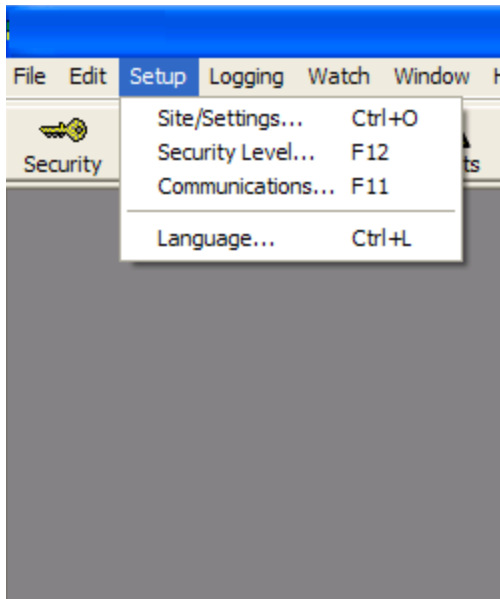 File Edit Setup Logging Watch Window
Site/Settings... Ctrl+O
Security Level... F12
Communications... F11
Language... Ctrl+L
Security